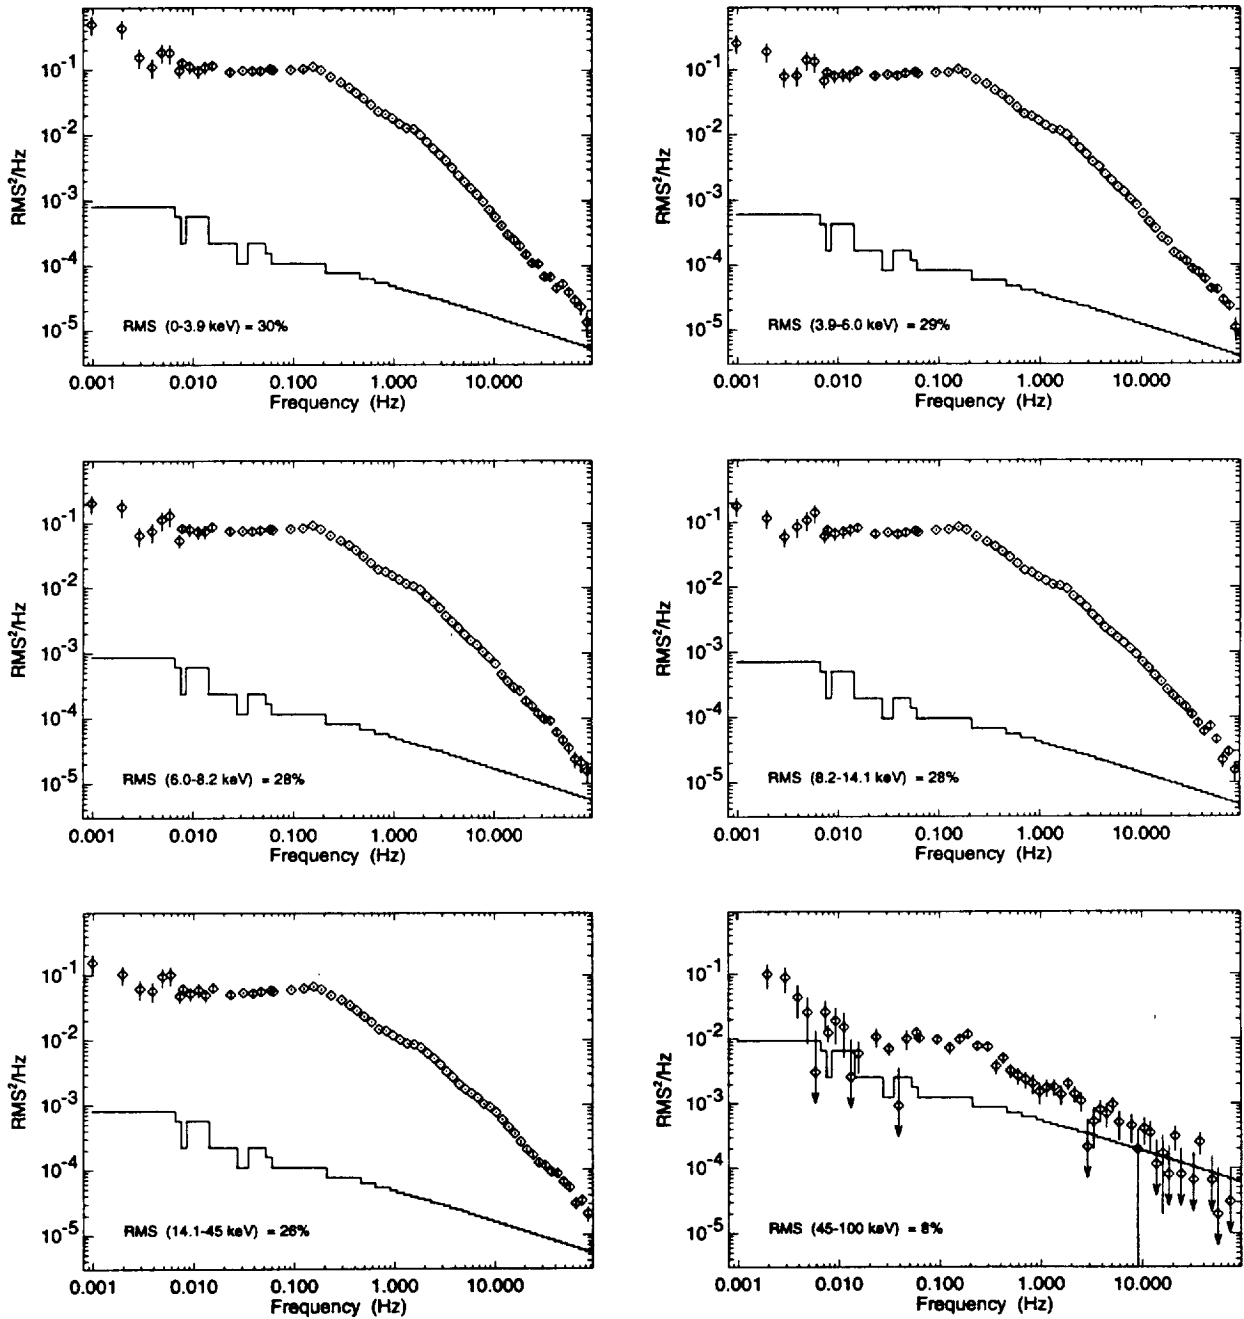 10^-1
10^-2
10^-3
10^-4
10^-5
RMS²/Hz
RMS (0-3.9 keV) = 30%
0.001 0.010 0.100 1.000 10.000
Frequency (Hz)
10^-1
10^-2
10^-3
10^-4
10^-5
RMS²/Hz
RMS (3.9-6.0 keV) = 29%
0.001 0.010 0.100 1.000 10.000
Frequency (Hz)
10^-1
10^-2
10^-3
10^-4
10^-5
RMS²/Hz
RMS (6.0-8.2 keV) = 28%
0.001 0.010 0.100 1.000 10.000
Frequency (Hz)
10^-1
10^-2
10^-3
10^-4
10^-5
RMS²/Hz
RMS (8.2-14.1 keV) = 28%
0.001 0.010 0.100 1.000 10.000
Frequency (Hz)
10^-1
10^-2
10^-3
10^-4
10^-5
RMS²/Hz
RMS (14.1-45 keV) = 26%
0.001 0.010 0.100 1.000 10.000
Frequency (Hz)
10^-1
10^-2
10^-3
10^-4
10^-5
RMS²/Hz
RMS (45-100 keV) = 8%
0.001 0.010 0.100 1.000 10.000
Frequency (Hz)